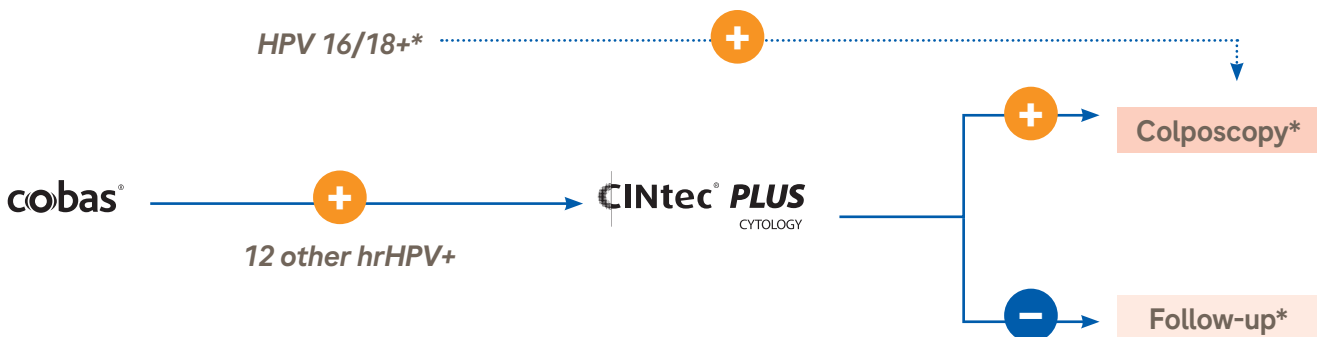 HPV 16/18+*
+
+
Colposcopy*
cobas®
+
CINtec® PLUS
CYTOLOGY
12 other hrHPV+
−
Follow-up*